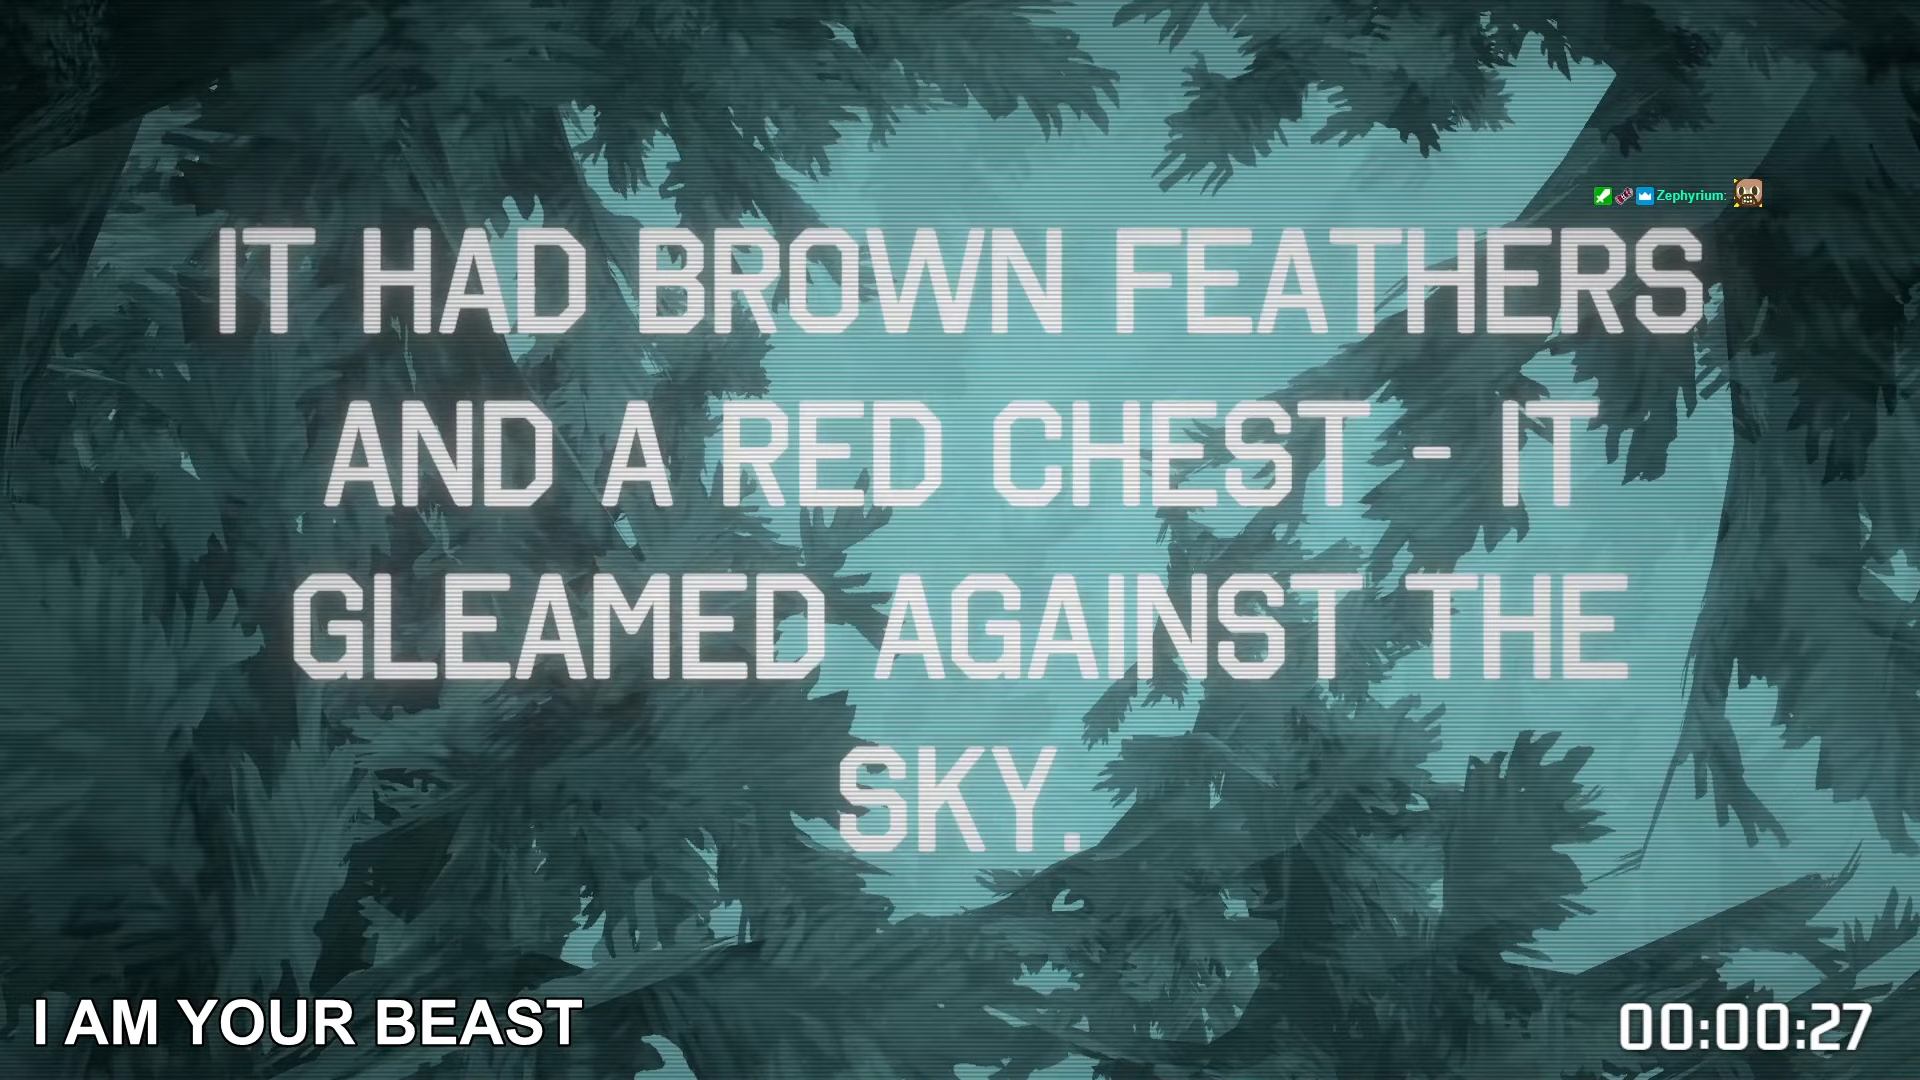 Zephyrium:
IT HAD BROWN FEATHERS
AND A RED CHEST - IT
GLEAMED AGAINST THE
SKY.
I AM YOUR BEAST
00:00:27